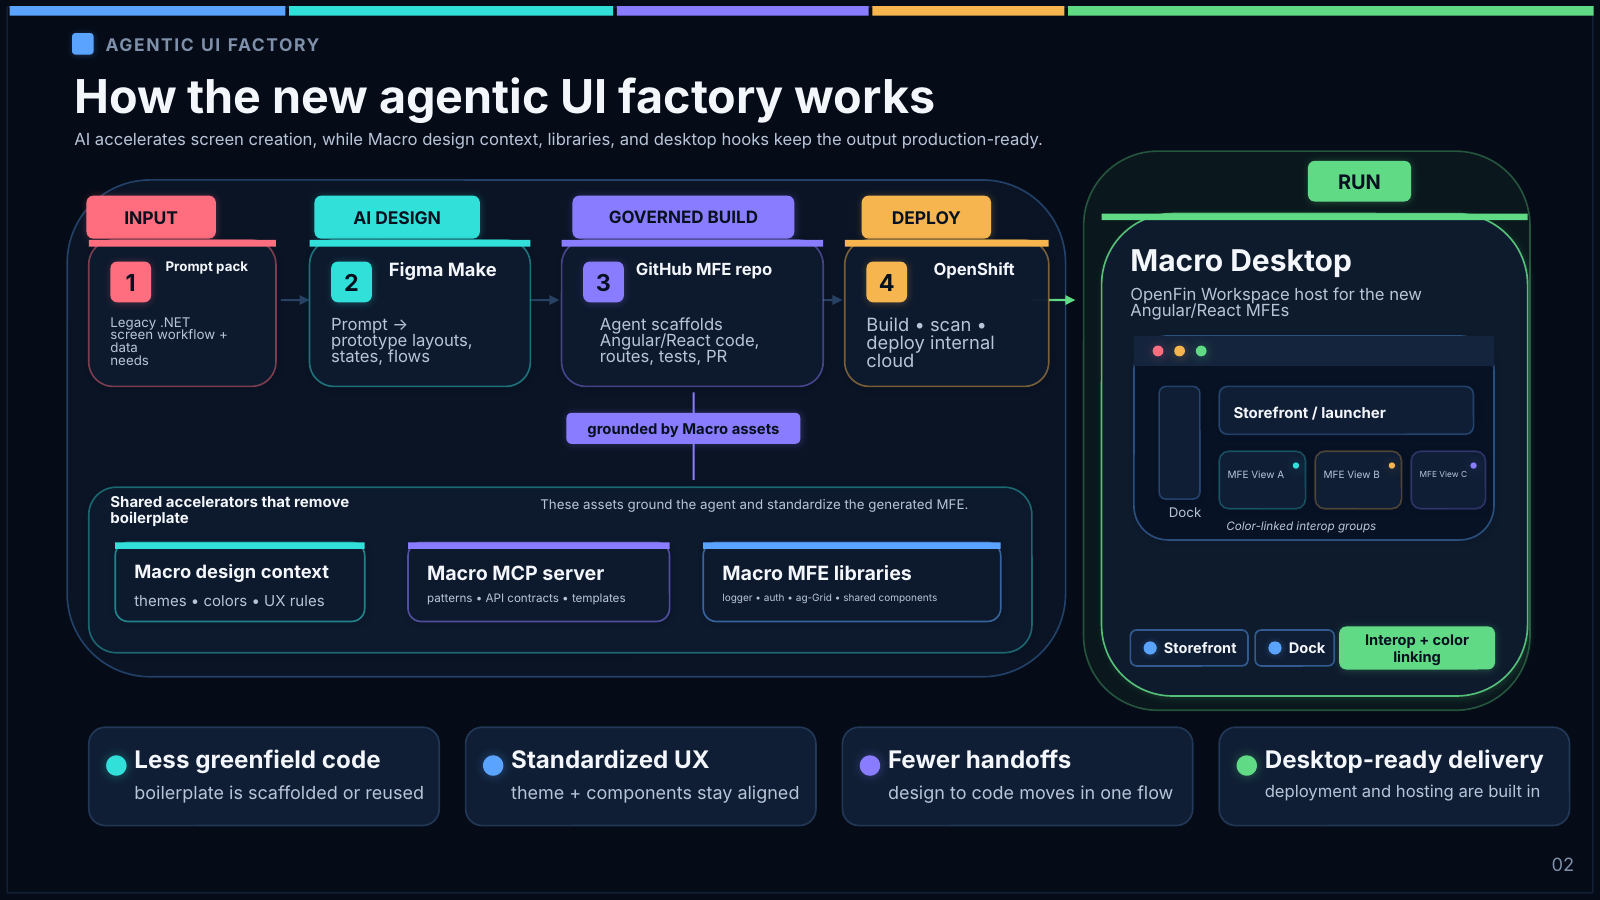 AGENTIC UI FACTORY
How the new agentic UI factory works
AI accelerates screen creation, while Macro design context, libraries, and desktop hooks keep the output production-ready.
INPUT
1
Prompt pack
Legacy .NET
screen workflow +
data
needs
AI DESIGN
2
Figma Make
Prompt →
prototype layouts,
states, flows
GOVERNED BUILD
3
GitHub MFE repo
Agent scaffolds
Angular/React code,
routes, tests, PR
DEPLOY
4
OpenShift
Build • scan •
deploy internal
cloud
grounded by Macro assets
Shared accelerators that remove
boilerplate
These assets ground the agent and standardize the generated MFE.
Macro design context
themes • colors • UX rules
Macro MCP server
patterns • API contracts • templates
Macro MFE libraries
logger • auth • ag-Grid • shared components
RUN
Macro Desktop
OpenFin Workspace host for the new
Angular/React MFEs
Storefront / launcher
MFE View A
MFE View B
MFE View C
Dock
Color-linked interop groups
Storefront
Dock
Interop + color
linking
Less greenfield code
boilerplate is scaffolded or reused
Standardized UX
theme + components stay aligned
Fewer handoffs
design to code moves in one flow
Desktop-ready delivery
deployment and hosting are built in
02